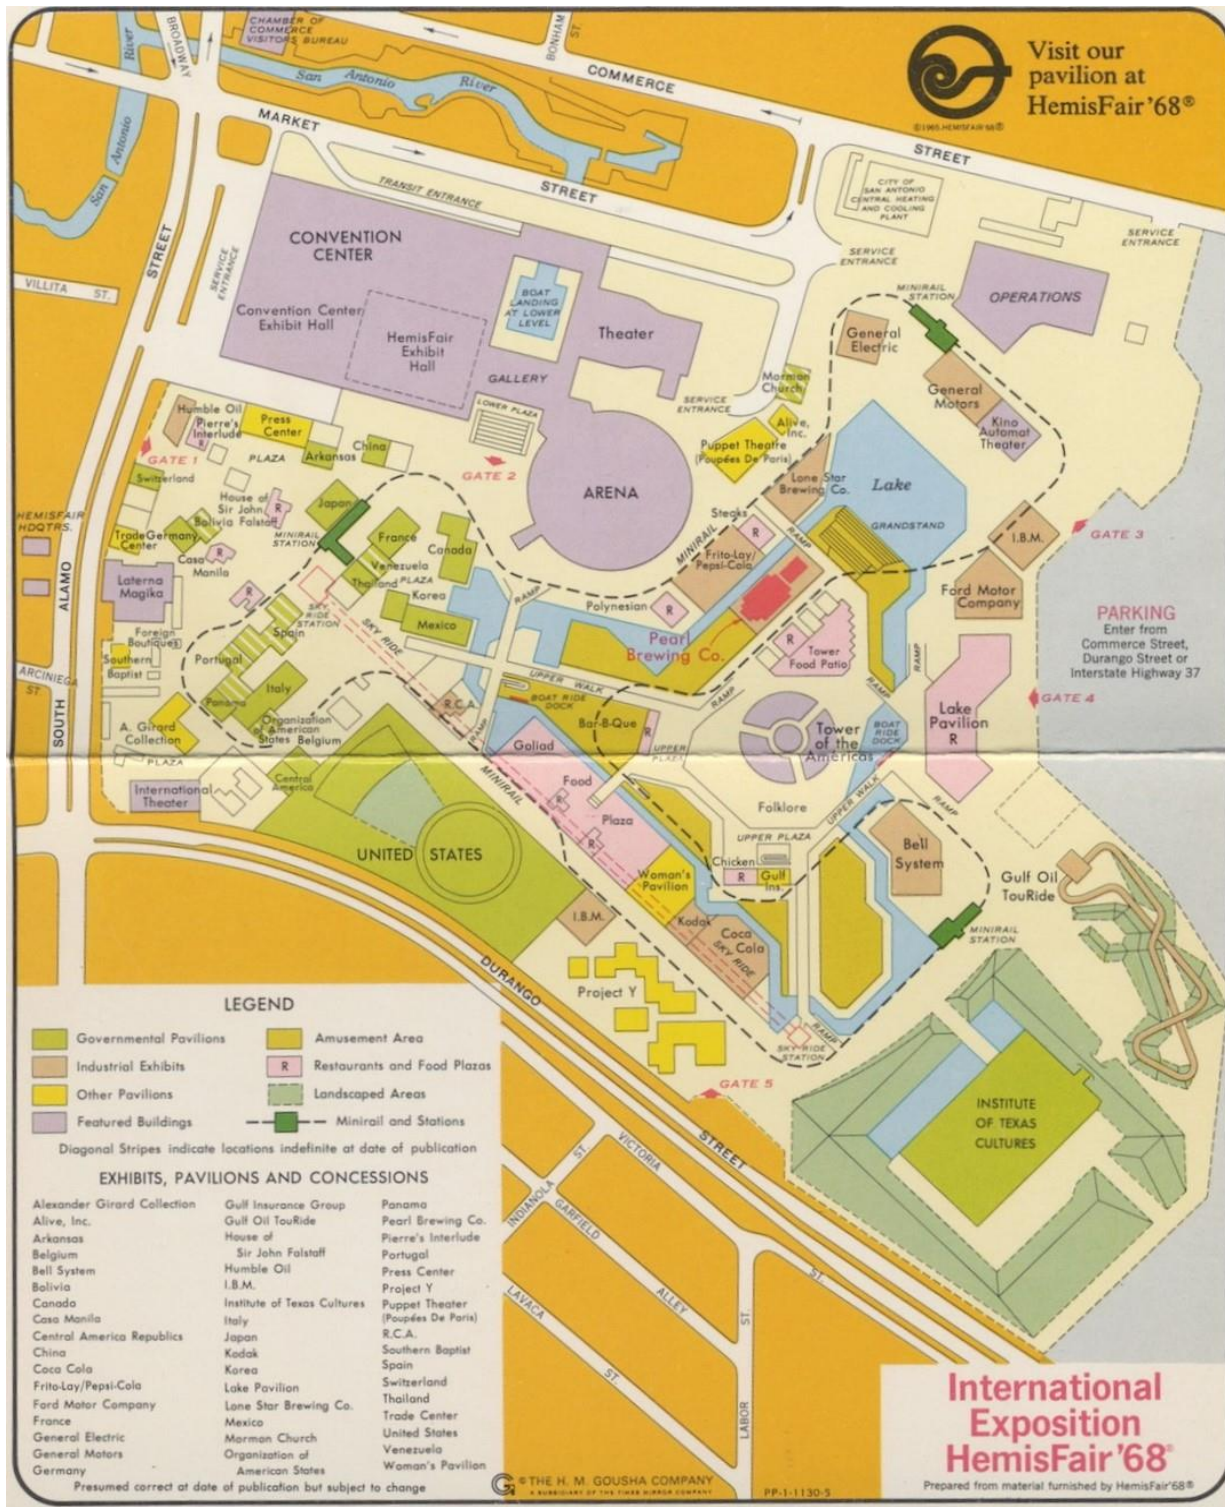 CHAMBER OF
COMMERCE
VISITORS BUREAU
BROADWAY
River
San Antonio River
BONHAM
ST.
COMMERCE
STREET
Visit our
pavilion at
HemisFair '68®
©1965 HEMISFAIR'68®
San Antonio
MARKET
STREET
TRANSIT ENTRANCE
CITY OF
SAN ANTONIO
CENTRAL HEATING
AND COOLING
PLANT
SERVICE
ENTRANCE
SERVICE
ENTRANCE
SERVICE
ENTRANCE
STREET
VILLITA ST.
CONVENTION
CENTER
Convention Center
Exhibit Hall
HemisFair
Exhibit
Hall
BOAT
LANDING
AT LOWER
LEVEL
Theater
GALLERY
LOWER PLAZA
MINIRAIL
STATION
OPERATIONS
General
Electric
General
Motors
Kino
Automat
Theater
Mormon
Church
SERVICE
ENTRANCE
Alive,
Inc.
Puppet Theatre
(Poupées De Paris)
Lone Star
Brewing Co.
Lake
GRANDSTAND
Humble Oil
Pierre's
Interlude
R
Press
Center
GATE 1
PLAZA
Arkansas
China
GATE 2
ARENA
Switzerland
House of
Sir John
Falstaff
R
Bolivia
Japan
MINIRAIL
STATION
HEMISFAIR
HDQTRS.
Trade
Center
Germany
Casa
Manila
R
France
Canada
Venezuela
Thailand
PLAZA
Korea
Mexico
Steaks
R
MINIRAIL
RAMP
Frito-Lay/
Pepsi-Cola
I.B.M.
GATE 3
Ford Motor
Company
PARKING
Enter from
Commerce Street,
Durango Street or
Interstate Highway 37
Laterna
Magika
R
SKY
RIDE
STATION
SKY RIDE
RAMP
Polynesian
R
Pearl
Brewing Co.
R
Tower
Food Patio
RAMP
RAMP
SOUTH ALAMO
Foreign
Boutiques
Spain
Southern
Baptist
Portugal
ARCINIEGA
ST
Italy
Panama
UPPER WALK
RAMP
R.C.A.
RAMP
BOAT RIDE
DOCK
Bar-B-Que
R
UPPER
PLAZA
Tower
of the
Americas
BOAT
RIDE
DOCK
Lake
Pavilion
R
GATE 4
A. Girard
Collection
Organization
of American
States
Belgium
PLAZA
Central
America
International
Theater
MINIRAIL
Goliad
Food
Plaza
R
R
Folklore
UPPER WALK
RAMP
UPPER PLAZA
UNITED STATES
Chicken
R
Gulf
Ins.
Bell
System
Gulf Oil
TouRide
Woman's
Pavilion
Kodak
Coca
Cola
SKY RIDE
I.B.M.
MINIRAIL
STATION
DURANGO
STREET
Project Y
RAMP
SKY RIDE
STATION
GATE 5
INSTITUTE
OF TEXAS
CULTURES
LEGEND
Governmental Pavilions
Industrial Exhibits
Other Pavilions
Featured Buildings
Amusement Area
R Restaurants and Food Plazas
Landscaped Areas
Minirail and Stations
Diagonal Stripes indicate locations indefinite at date of publication
EXHIBITS, PAVILIONS AND CONCESSIONS
Alexander Girard Collection
Alive, Inc.
Arkansas
Belgium
Bell System
Bolivia
Canada
Casa Manila
Central America Republics
China
Coca Cola
Frito-Lay/Pepsi-Cola
Ford Motor Company
France
General Electric
General Motors
Germany
Gulf Insurance Group
Gulf Oil TouRide
House of
Sir John Falstaff
Humble Oil
I.B.M.
Institute of Texas Cultures
Italy
Japan
Kodak
Korea
Lake Pavilion
Lone Star Brewing Co.
Mexico
Mormon Church
Organization of
American States
Panama
Pearl Brewing Co.
Pierre's Interlude
Portugal
Press Center
Project Y
Puppet Theater
(Poupées De Paris)
R.C.A.
Southern Baptist
Spain
Switzerland
Thailand
Trade Center
United States
Venezuela
Woman's Pavilion
Presumed correct at date of publication but subject to change
VICTORIA
ST.
INDIANOLA
ST
GARFIELD
ALLEY
LAVACA
ST.
LABOR
ST.
G
© THE H. M. GOUSHA COMPANY
A SUBSIDIARY OF THE TIMES MIRROR COMPANY
PP-1-1130-S
International
Exposition
HemisFair '68®
Prepared from material furnished by HemisFair'68®